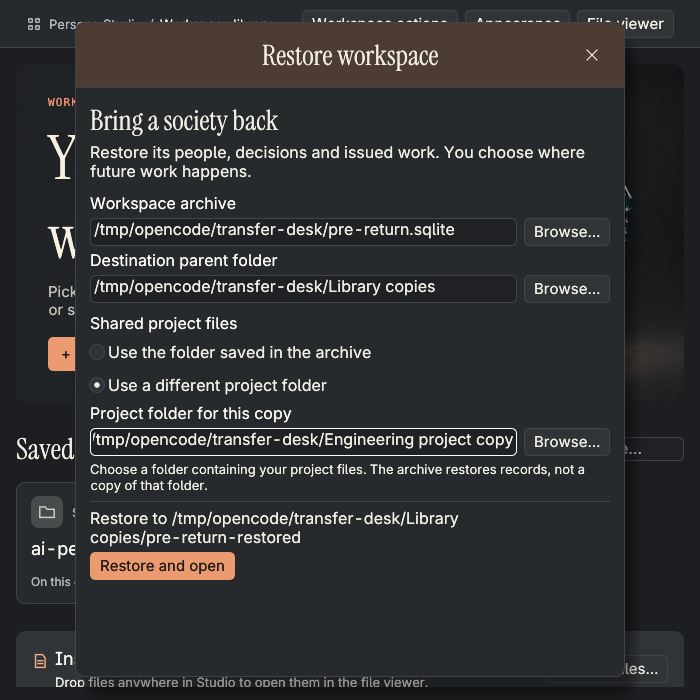 Workspace actions
Appearance
File viewer
Restore workspace
WORK
Bring a society back
Y
Restore its people, decisions and issued work. You choose where
future work happens.
Workspace archive
/tmp/opencode/transfer-desk/pre-return.sqlite
Browse...
w
Destination parent folder
/tmp/opencode/transfer-desk/Library copies
Browse...
Pick
or s
Shared project files
+
Use the folder saved in the archive
Use a different project folder
Project folder for this copy
/tmp/opencode/transfer-desk/Engineering project copy
Browse...
Saved
Choose a folder containing your project files. The archive restores records, not a
copy of that folder.
Restore to /tmp/opencode/transfer-desk/Library
copies/pre-return-restored
ai-pe
Restore and open
On this
In
Drop files anywhere in Studio to open them in the file viewer.